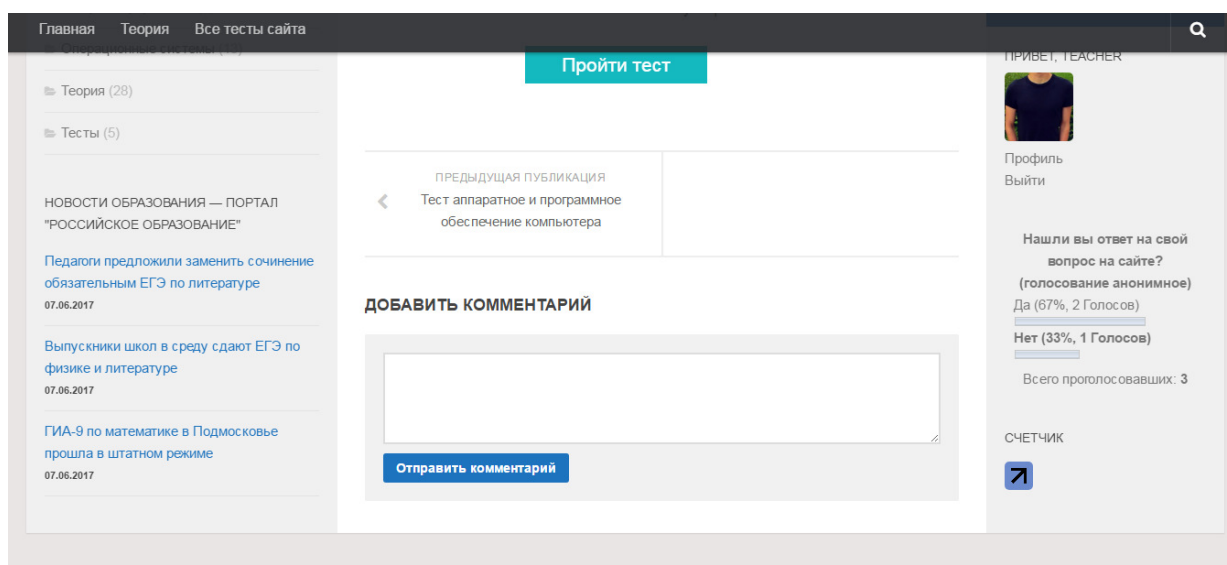 Главная Теория Все тесты сайта
Операционные системы
Теория (28)
Тесты (5)
НОВОСТИ ОБРАЗОВАНИЯ — ПОРТАЛ
"РОССИЙСКОЕ ОБРАЗОВАНИЕ"
Педагоги предложили заменить сочинение
обязательным ЕГЭ по литературе
07.06.2017
Выпускники школ в среду сдают ЕГЭ по
физике и литературе
07.06.2017
ГИА-9 по математике в Подмосковье
прошла в штатном режиме
07.06.2017
Пройти тест
ПРЕДЫДУЩАЯ ПУБЛИКАЦИЯ
Тест аппаратное и программное
обеспечение компьютера
ДОБАВИТЬ КОММЕНТАРИЙ
Отправить комментарий
ПРИВЕТ, TEACHER
Профиль
Выйти
Нашли вы ответ на свой
вопрос на сайте?
(голосование анонимное)
Да (67%, 2 Голосов)
Нет (33%, 1 Голосов)
Всего проголосовавших: 3
СЧЕТЧИК